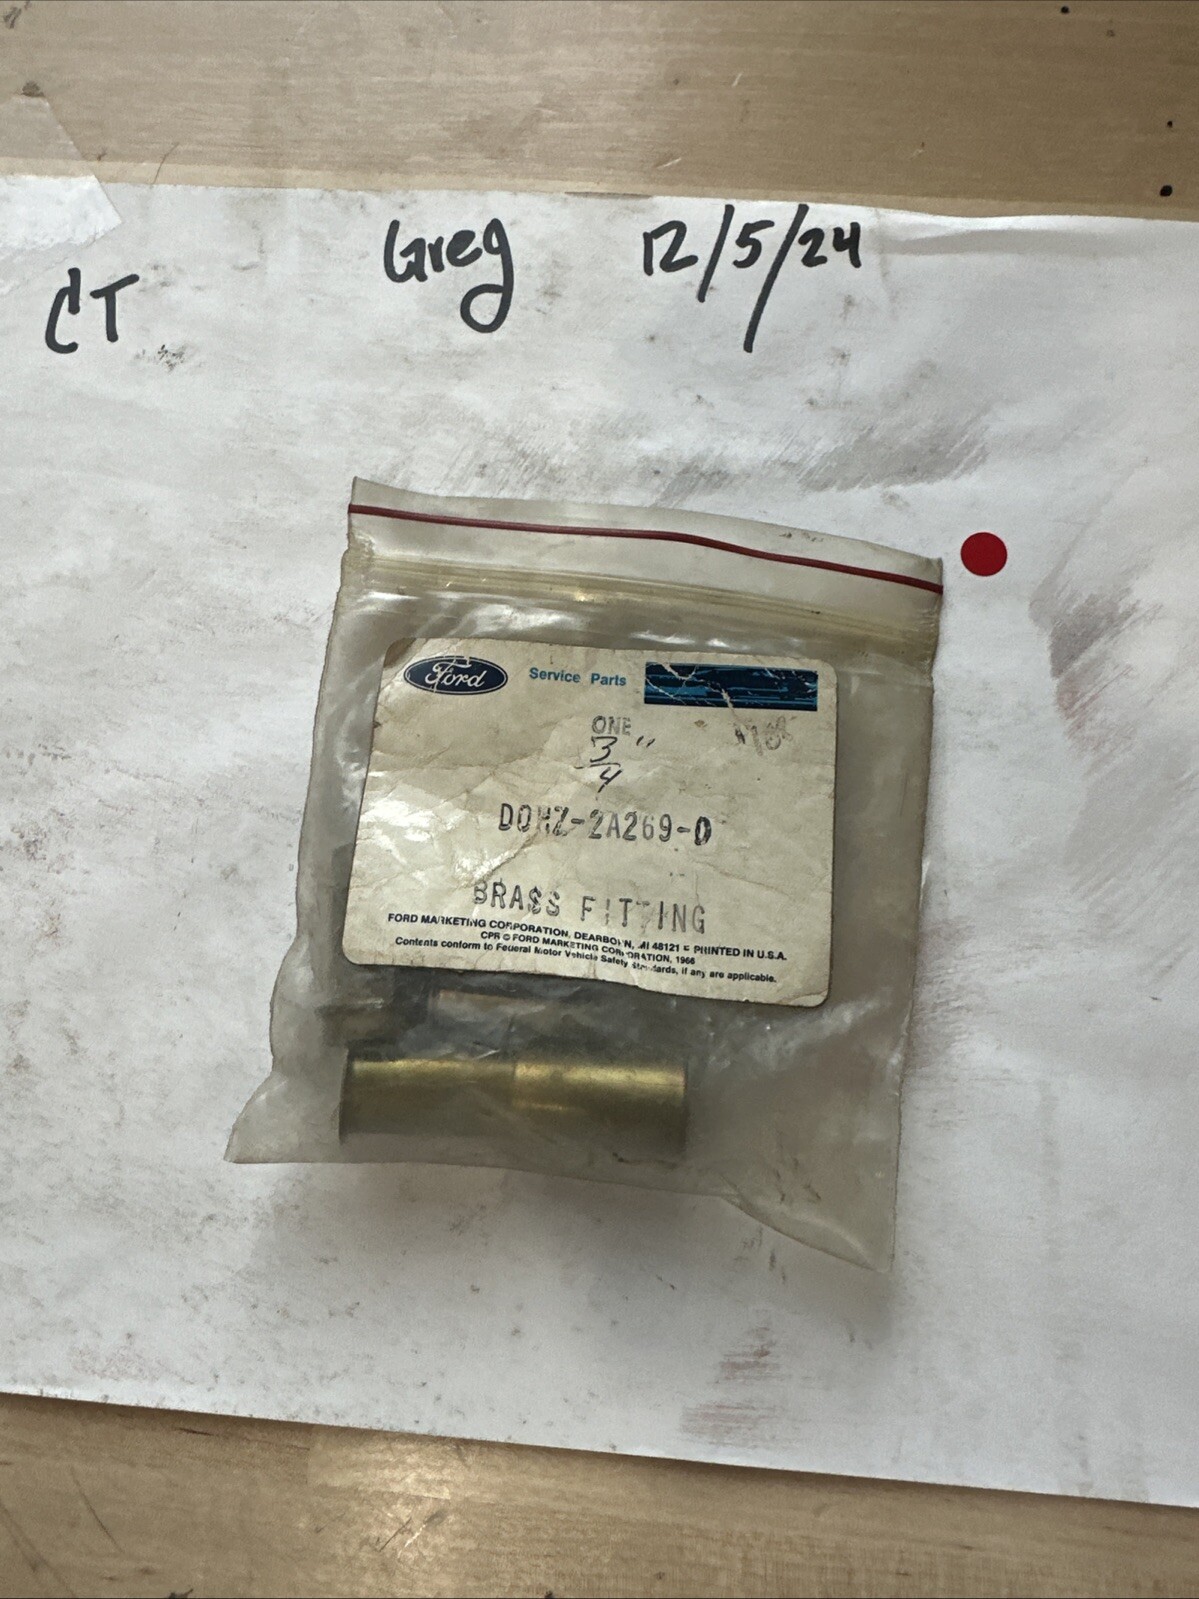 Greg 12/5/24
CT
Ford Service Parts
ONE
3/4"
D0HZ-2A269-D
BRASS FITTING
FORD MARKETING CORPORATION, DEARBORN, MI 48121 PRINTED IN U.S.A.
CPR © FORD MARKETING CORPORATION, 1966
Contents conform to Federal Motor Vehicle Safety Standards, if any are applicable.